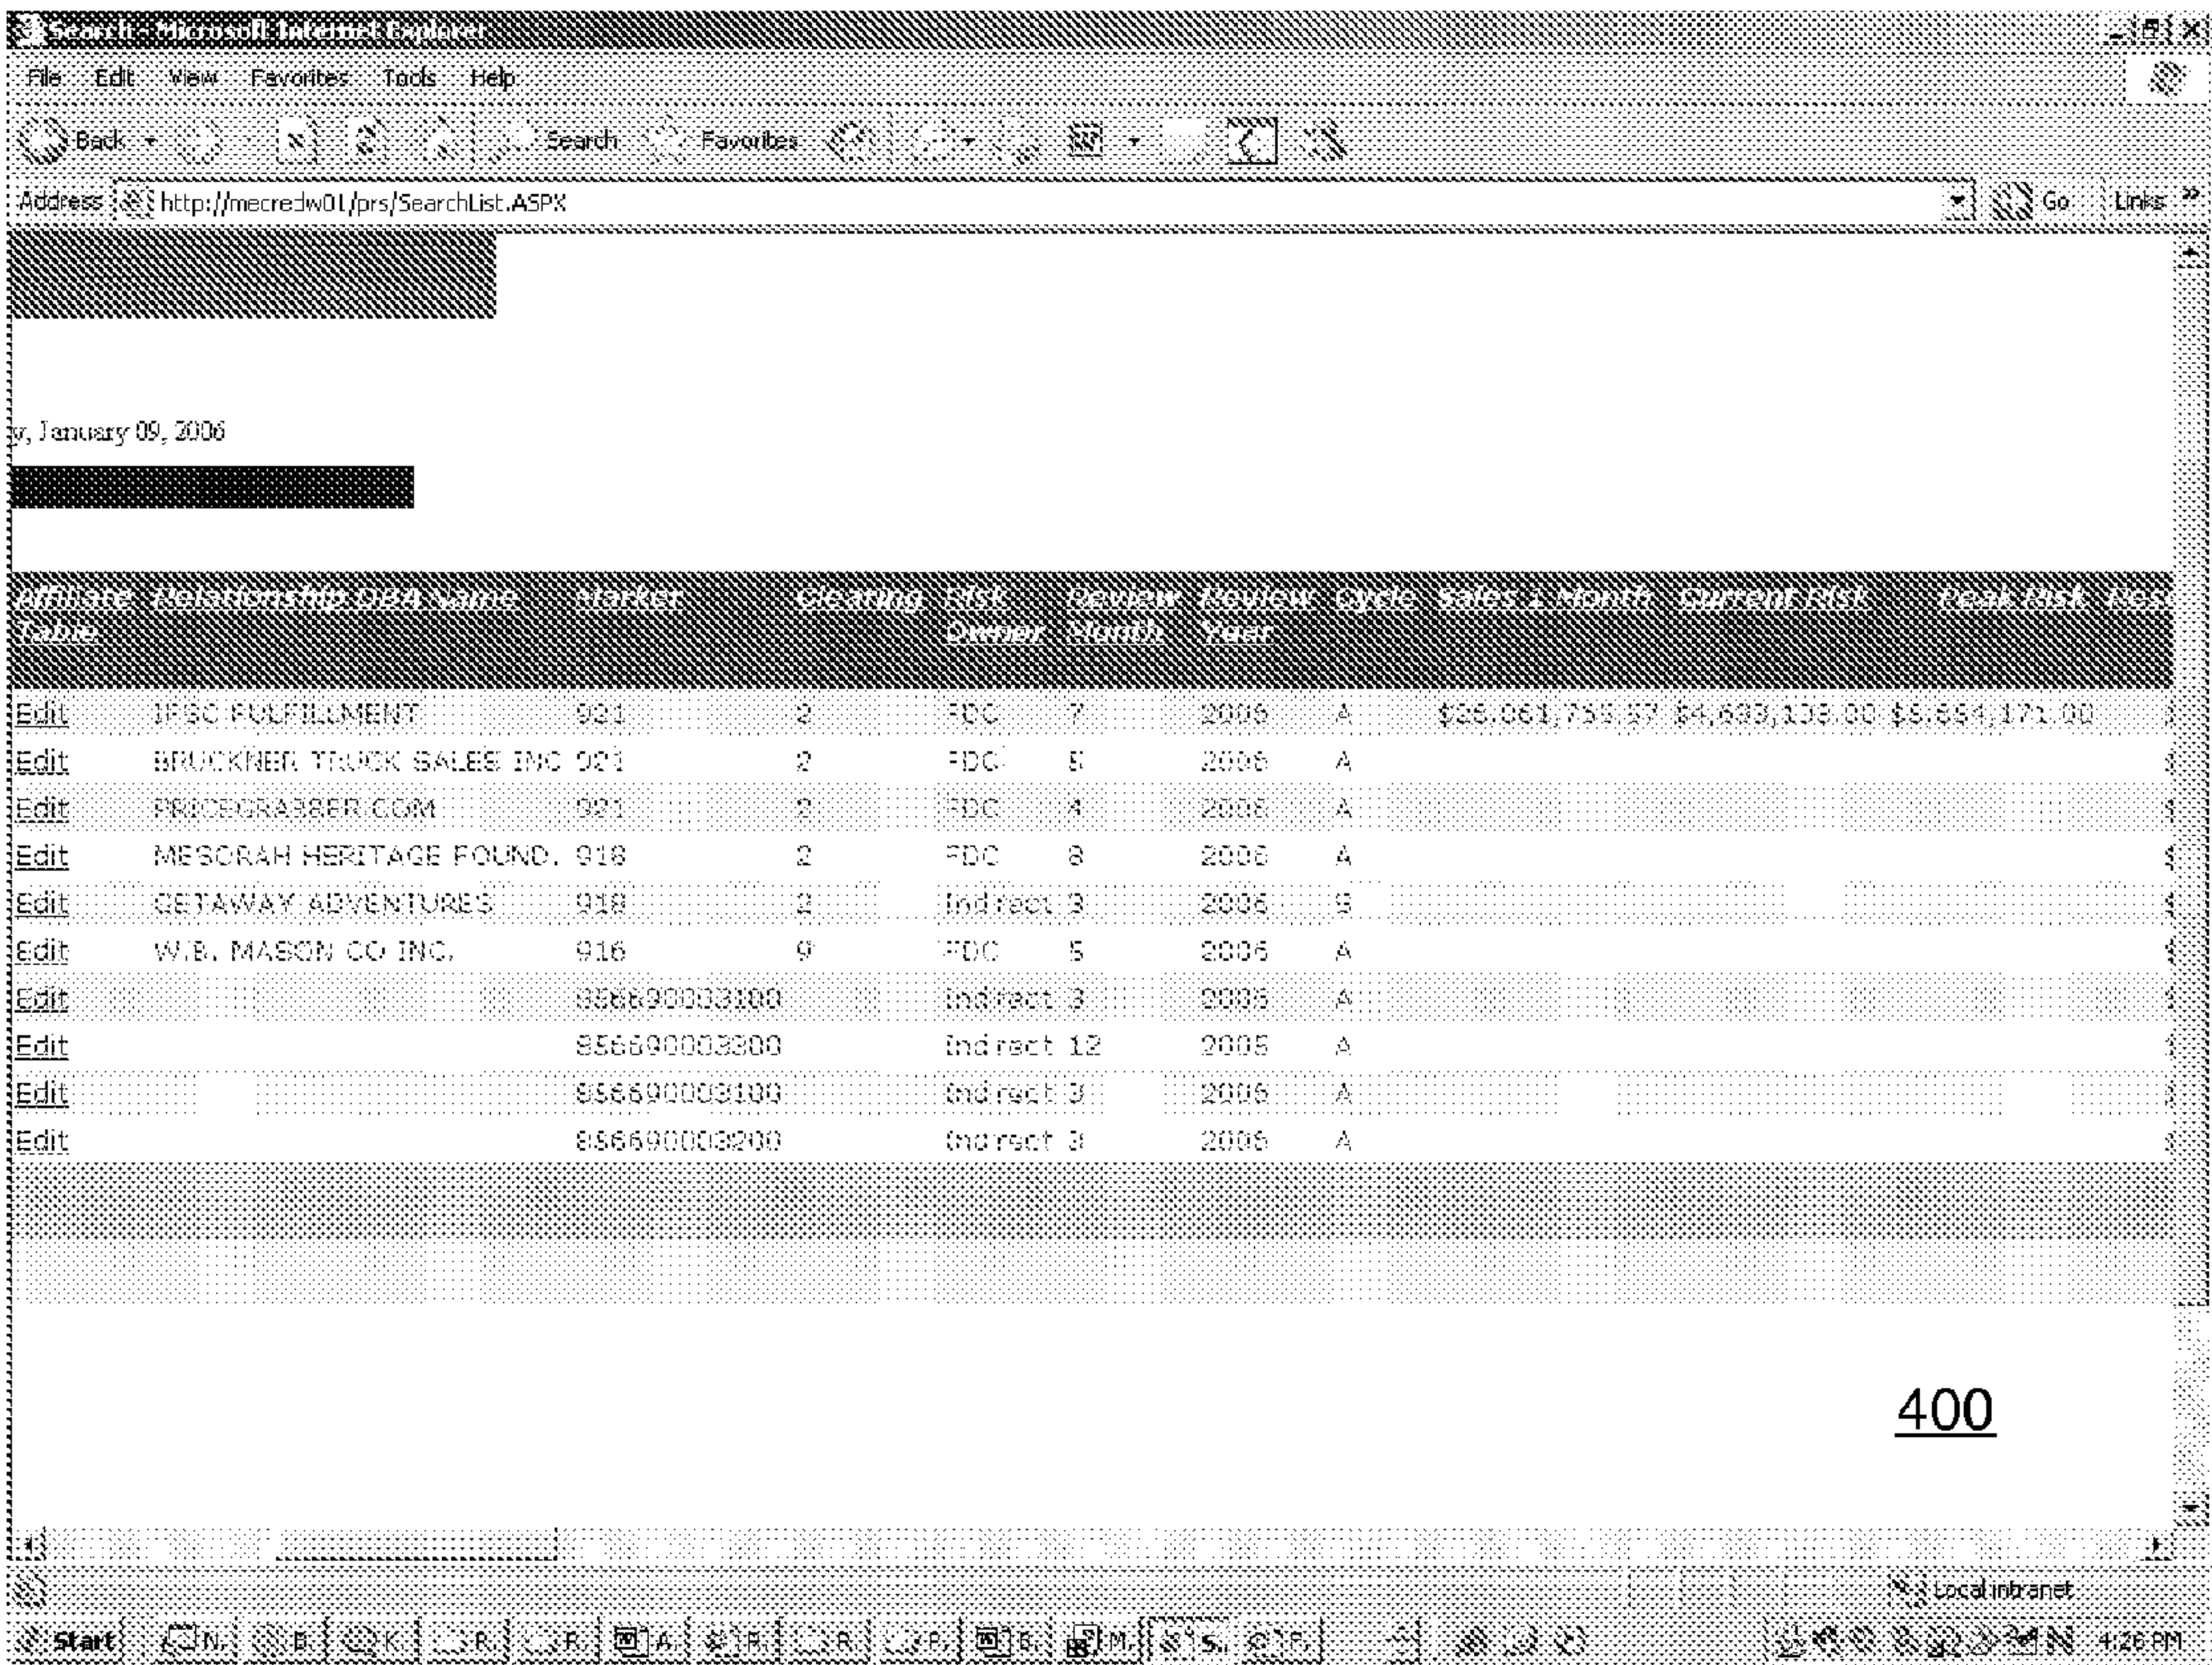 Search - Microsoft Internet Explorer
File Edit View Favorites Tools Help
Back Search Favorites
Address http://mecredw01/prs/SearchList.ASPX Go Links »
y, January 09, 2006
Affiliate Relationship DBA Name Marker Clearing Risk Review Review Cycle Sales 1 Month Current Risk Peak Risk
Table Owner Month Year
Edit IFSC FULFILLMENT 921 2 FDC 7 2006 A
Edit BRUCKNER TRUCK SALES INC 921 2 FDC 2006 A
Edit PRICEGRABBER.COM 921 2 FDC 4 2006 A
Edit MESORAH HERITAGE FOUND. 918 2 FDC 8 2006 A
Edit GETAWAY ADVENTURES 918 2 Indirect 3 2006 S
Edit W.B. MASON CO INC. 916 9 FDC 5 2006 A
Edit 856690003100 Indirect 3 A
Edit 856690003300 Indirect 12 2005 A
Edit 856690003100 Indirect 3 2006 A
Edit 856690003200 Indirect 3 2006 A
400
Local intranet
Start N. B. K. R. R. A. R. R. B. M. S. 4:26 PM